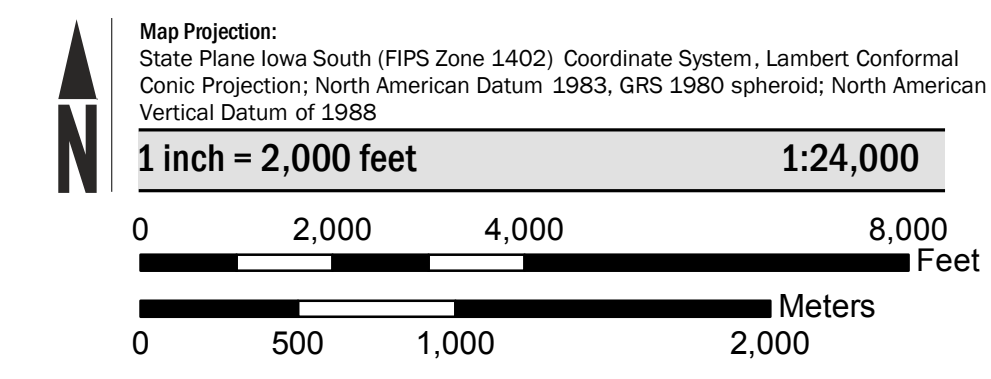 N
Map Projection:
State Plane Iowa South (FIPS Zone 1402) Coordinate System, Lambert Conformal
Conic Projection; North American Datum 1983, GRS 1980 spheroid; North American
Vertical Datum of 1988
1 inch = 2,000 feet 1:24,000
0 2,000 4,000 8,000
Feet
Meters
0 500 1,000 2,000